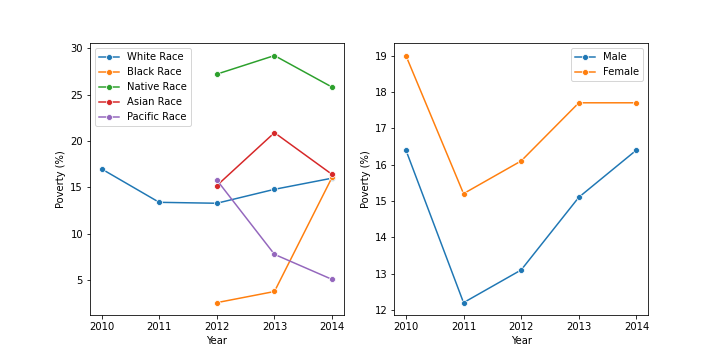 White Race
Black Race
Native Race
Asian Race
Pacific Race
30
25
20
15
10
5
Poverty (%)
2010 2011 2012 2013 2014
Year
Male
Female
19
18
17
16
15
14
13
12
Poverty (%)
2010 2011 2012 2013 2014
Year